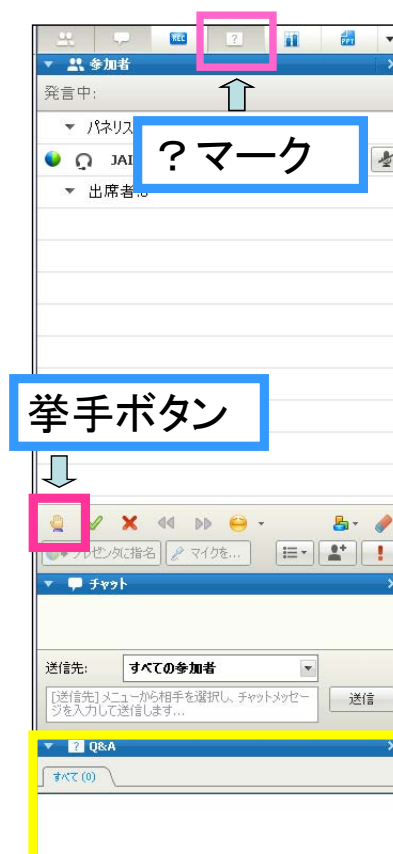 REC
?
PPT
参加者
発言中:
？マーク
パネリス
JAI
出席者:0
挙手ボタン
プレゼンタに指名
マイクを...
チャット
送信先: すべての参加者
[送信先] メニューから相手を選択し、チャットメッセー
ジを入力して送信します...
送信
? Q&A
すべて (0)